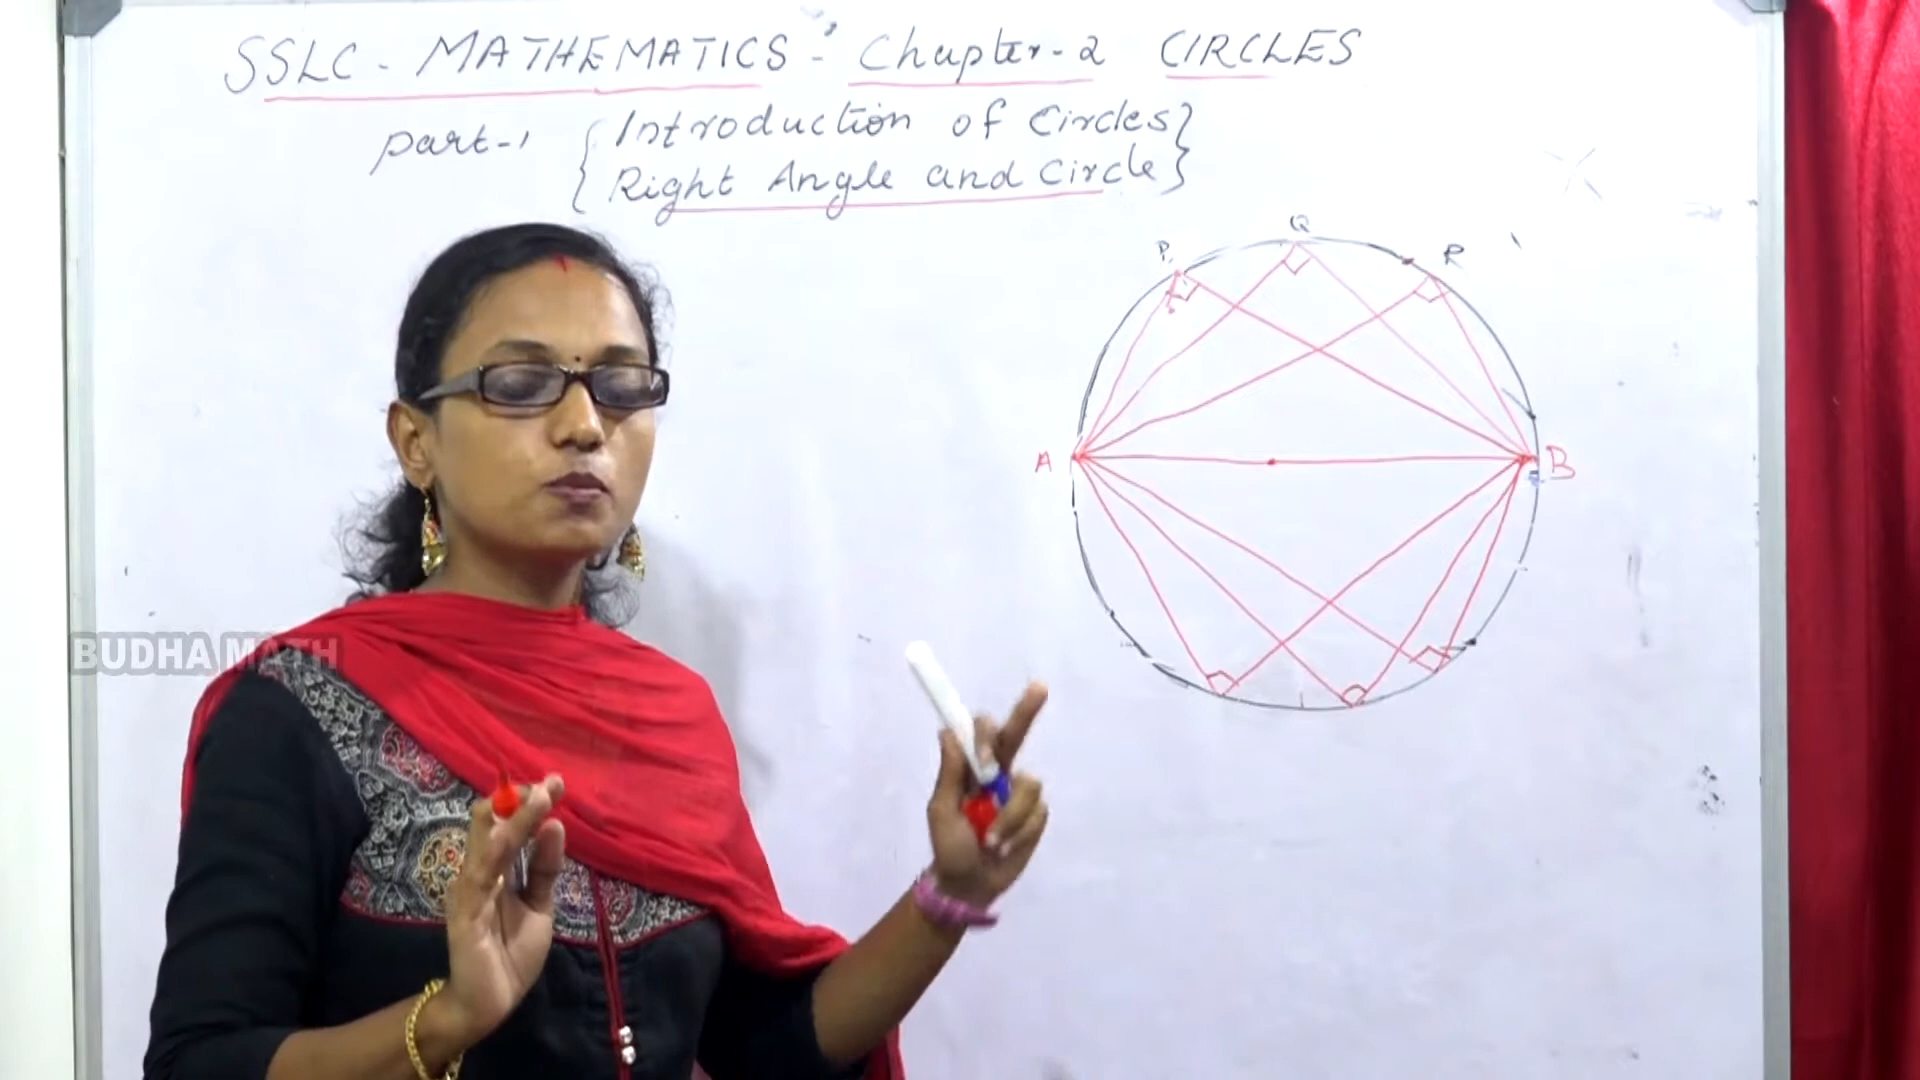 SSLC - MATHEMATICS - Chapter-2 CIRCLES
Part-1 { Introduction of Circles }
{ Right Angle and Circle }
P Q R
A B
BUDHA MATH